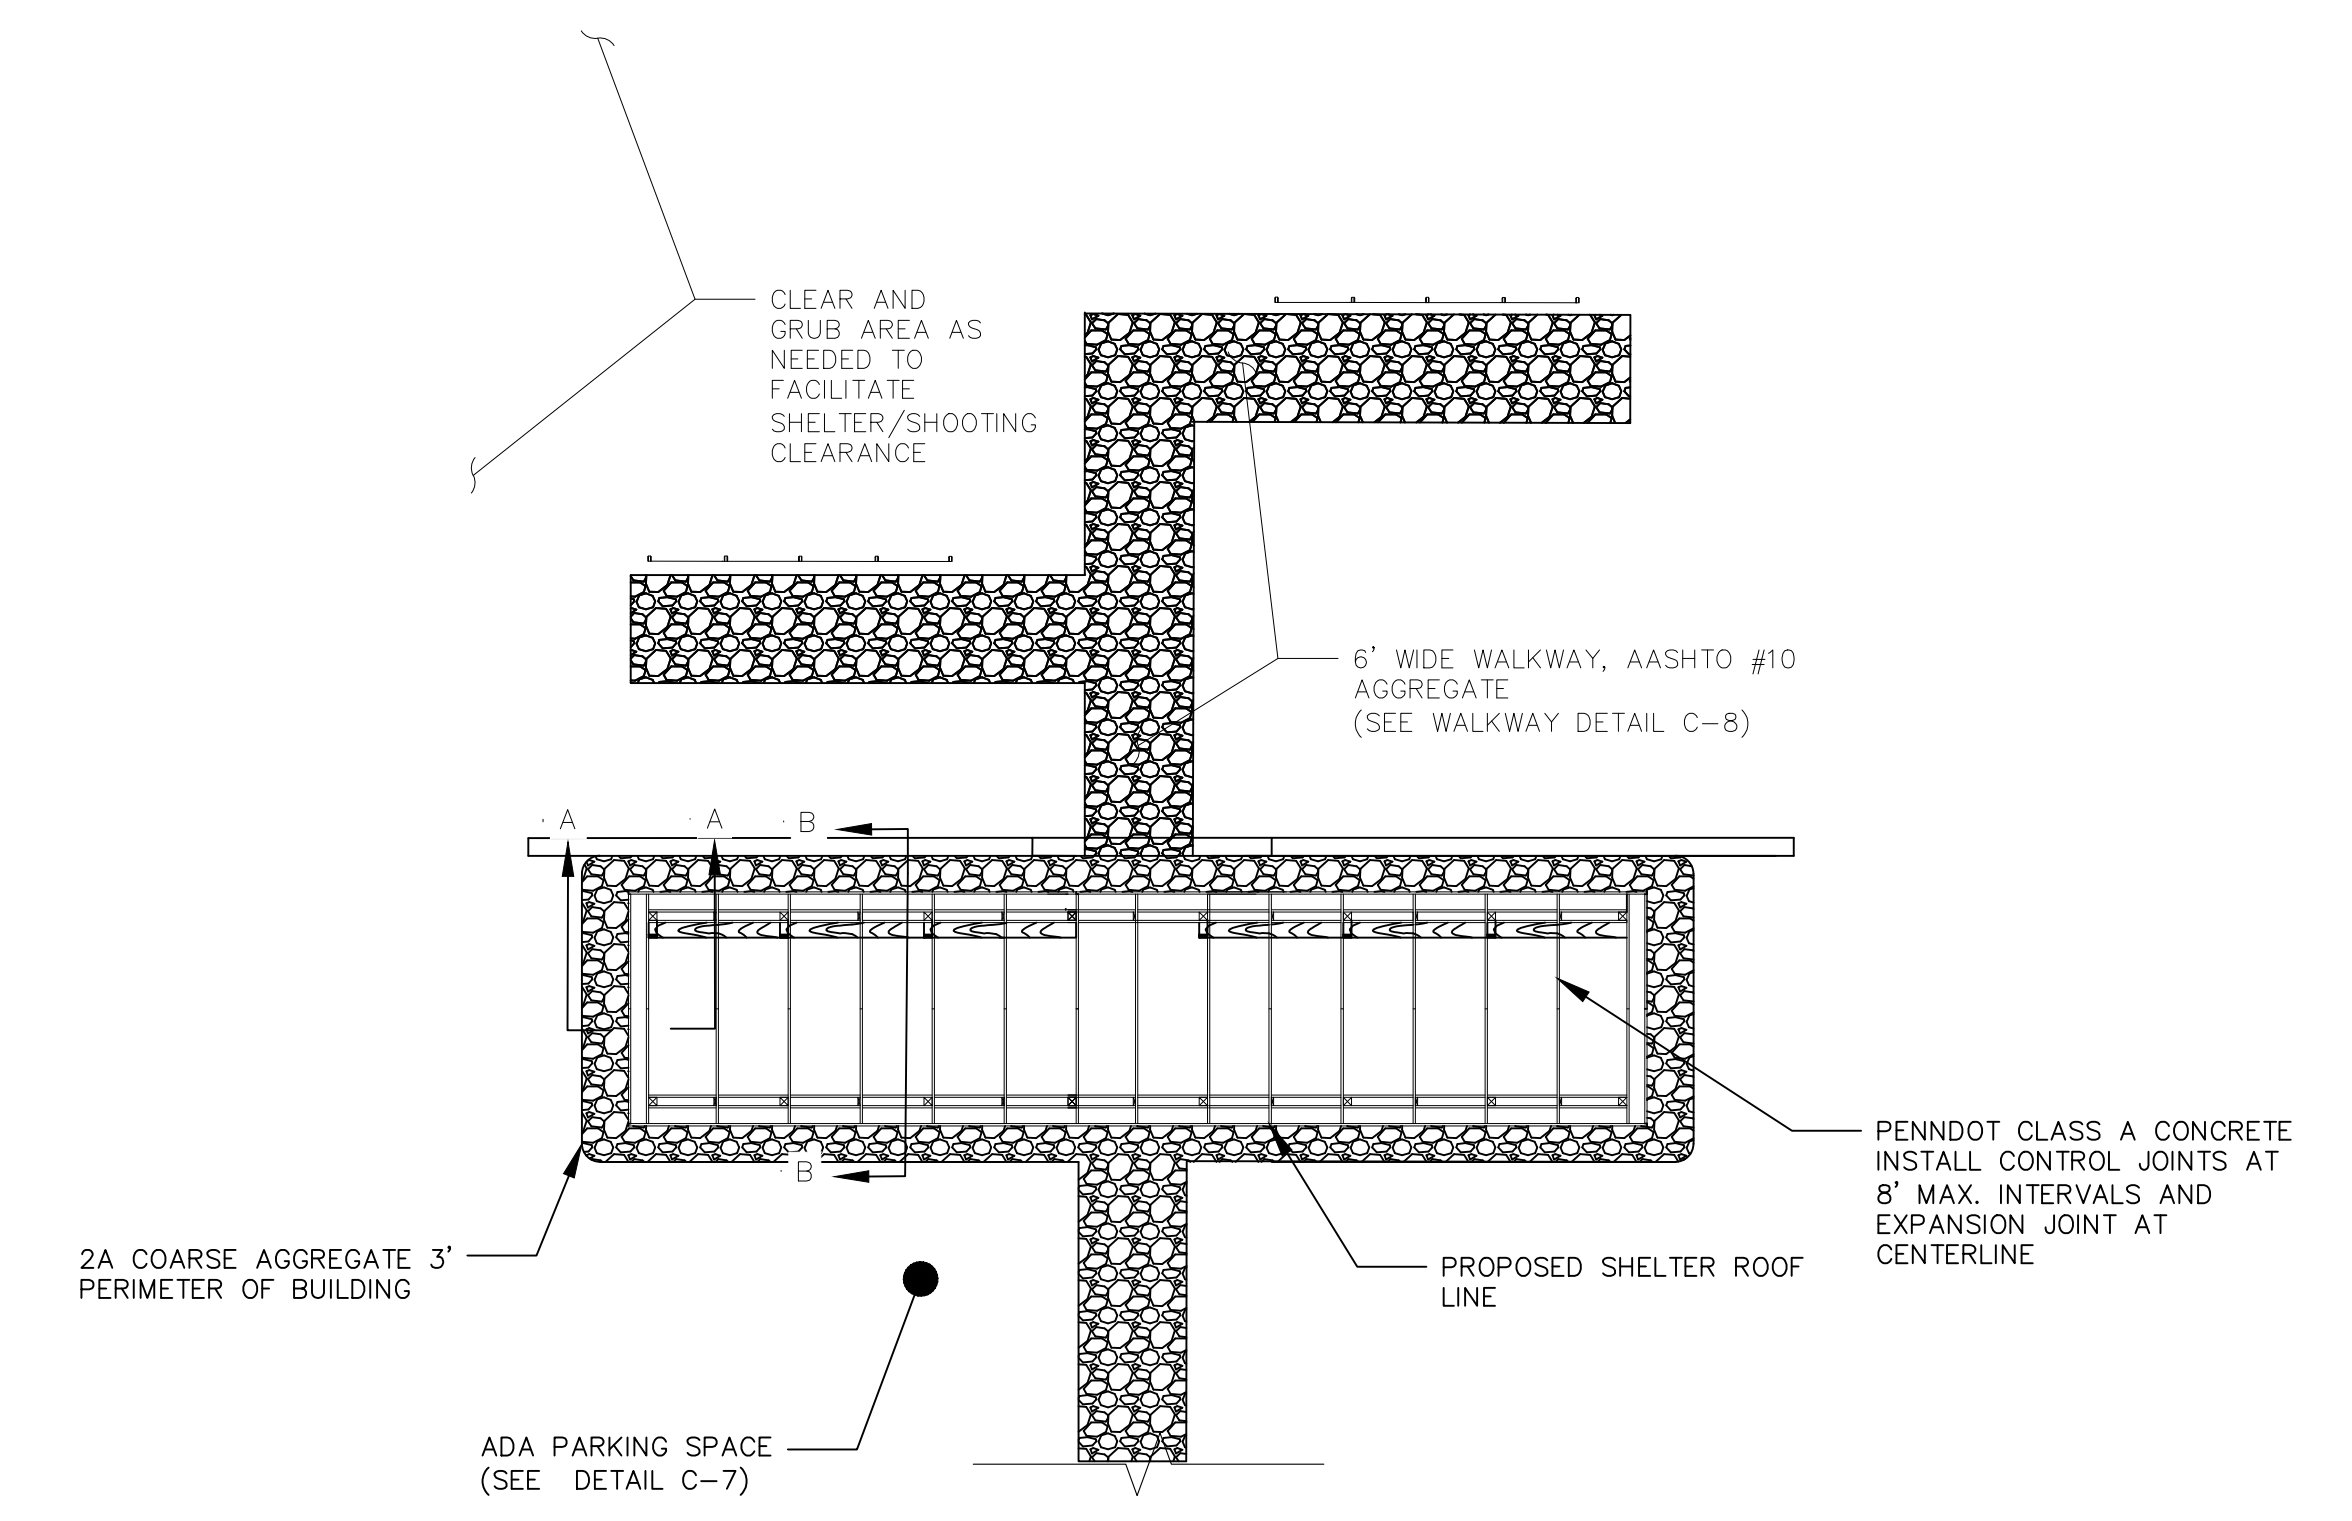 CLEAR AND
GRUB AREA AS
NEEDED TO
FACILITATE
SHELTER/SHOOTING
CLEARANCE
6' WIDE WALKWAY, AASHTO #10
AGGREGATE
(SEE WALKWAY DETAIL C-8)
A
A
B
B
PENNDOT CLASS A CONCRETE
INSTALL CONTROL JOINTS AT
8' MAX. INTERVALS AND
EXPANSION JOINT AT
CENTERLINE
2A COARSE AGGREGATE 3'
PERIMETER OF BUILDING
PROPOSED SHELTER ROOF
LINE
ADA PARKING SPACE
(SEE DETAIL C-7)